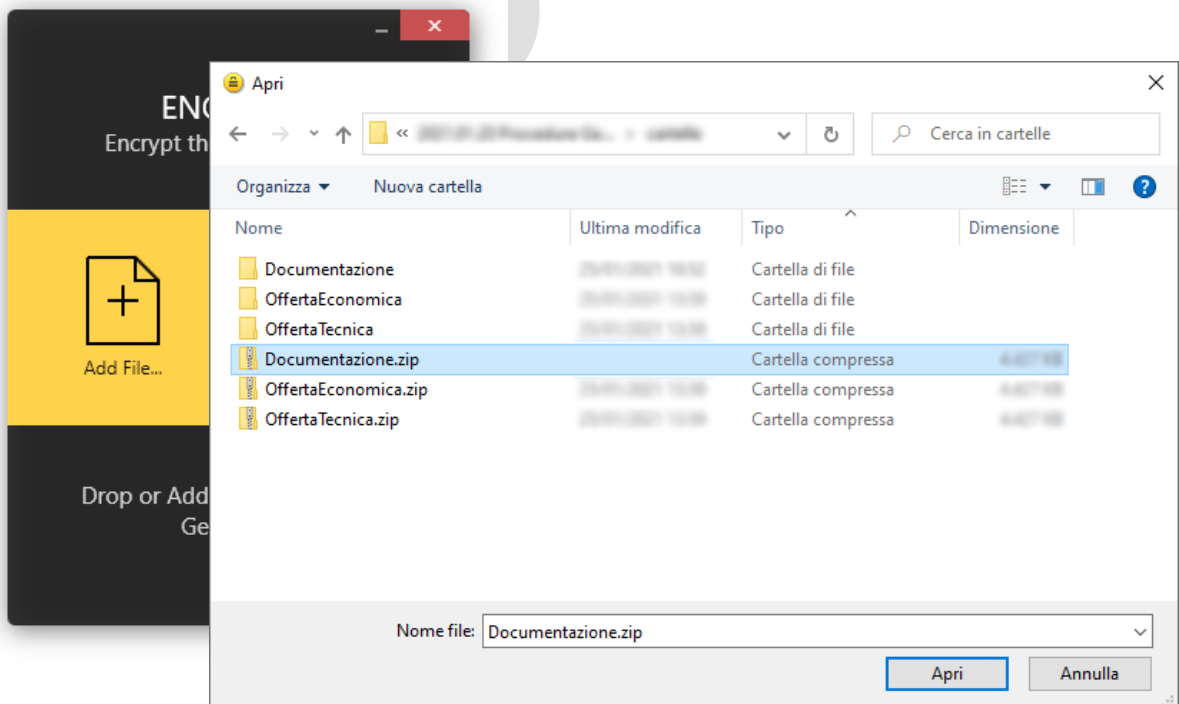 ENC
Encrypt th
Add File...
Drop or Add
Ge
Apri
«
Cerca in cartelle
Organizza
Nuova cartella
?
Nome Ultima modifica Tipo Dimensione
Documentazione Cartella di file
OffertaEconomica Cartella di file
OffertaTecnica Cartella di file
Documentazione.zip Cartella compressa
OffertaEconomica.zip Cartella compressa
OffertaTecnica.zip Cartella compressa
Nome file: Documentazione.zip
Apri Annulla